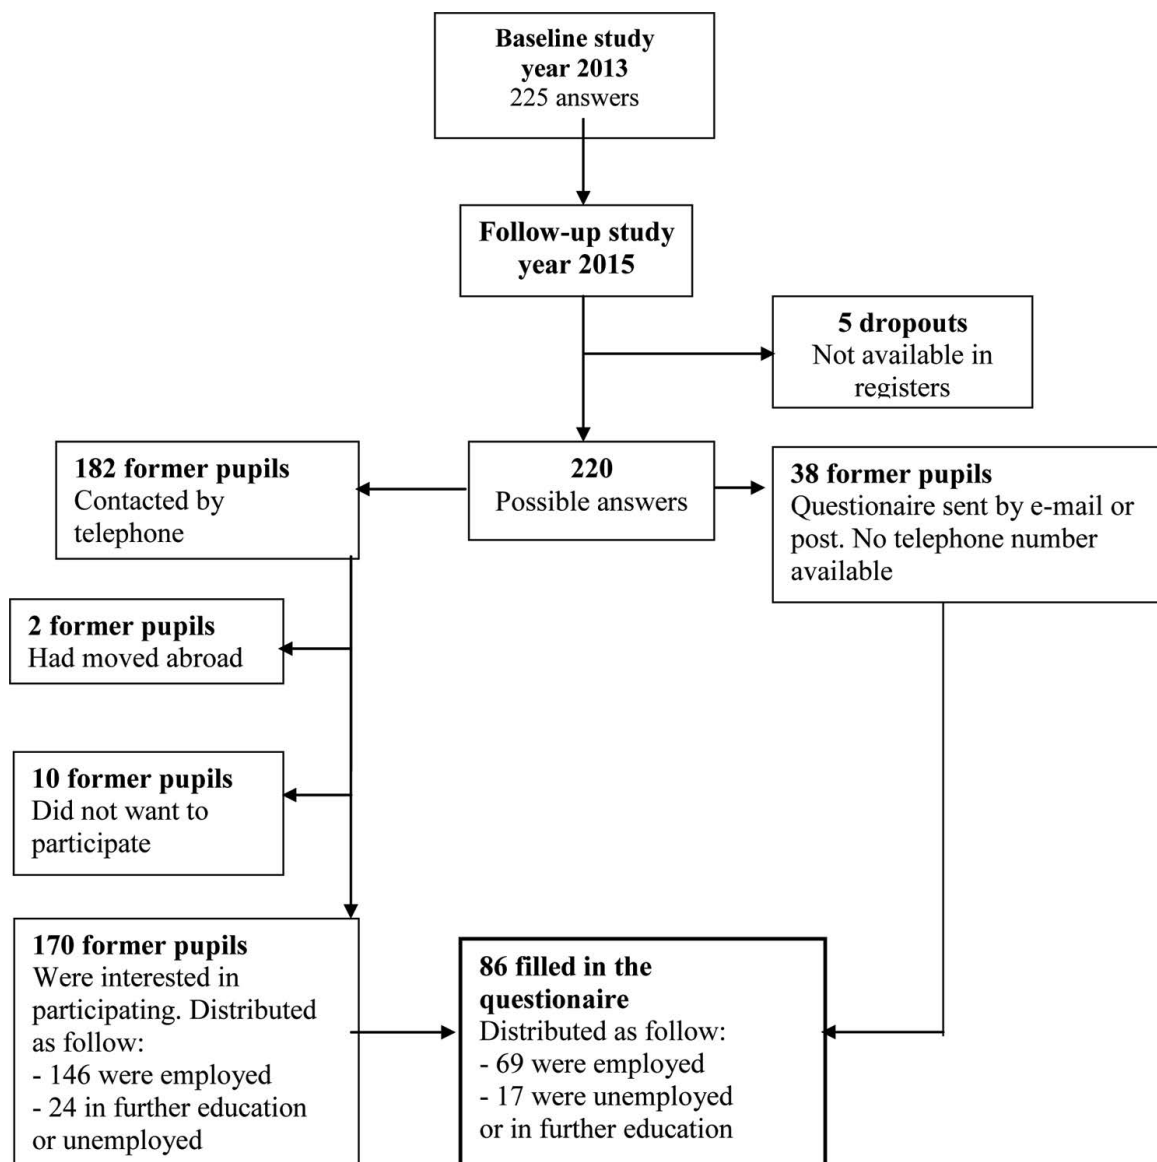 Baseline study
year 2013
225 answers
Follow-up study
year 2015
5 dropouts
Not available in
registers
182 former pupils
Contacted by
telephone
220
Possible answers
38 former pupils
Questionaire sent by e-mail or
post. No telephone number
available
2 former pupils
Had moved abroad
10 former pupils
Did not want to
participate
170 former pupils
Were interested in
participating. Distributed
as follow:
- 146 were employed
- 24 in further education
or unemployed
86 filled in the
questionaire
Distributed as follow:
- 69 were employed
- 17 were unemployed
or in further education